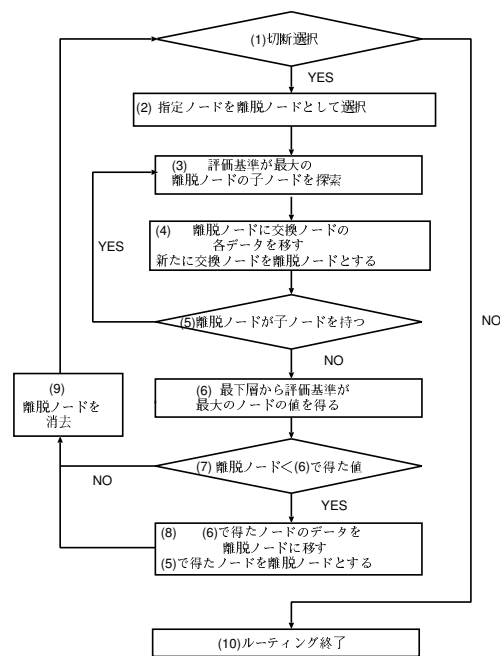 (1)切断選択
YES
(2) 指定ノードを離脱ノードとして選択
(3) 評価基準が最大の
離脱ノードの子ノードを探索
YES
(4) 離脱ノードに交換ノードの
各データを移す
新たに交換ノードを離脱ノードとする
(5)離脱ノードが子ノードを持つ
NO
NO
(6) 最下層から評価基準が
最大のノードの値を得る
(9)
離脱ノードを
消去
(7) 離脱ノード<(6)で得た値
NO
YES
(8 (6)で得たノードのデータを
離脱ノードに移す
(5)で得たノードを離脱ノードとする
(10)ルーティング終了